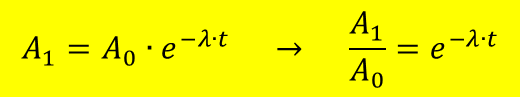 A₁ = A₀ · e^(−λ·t) → A₁/A₀ = e^(−λ·t)